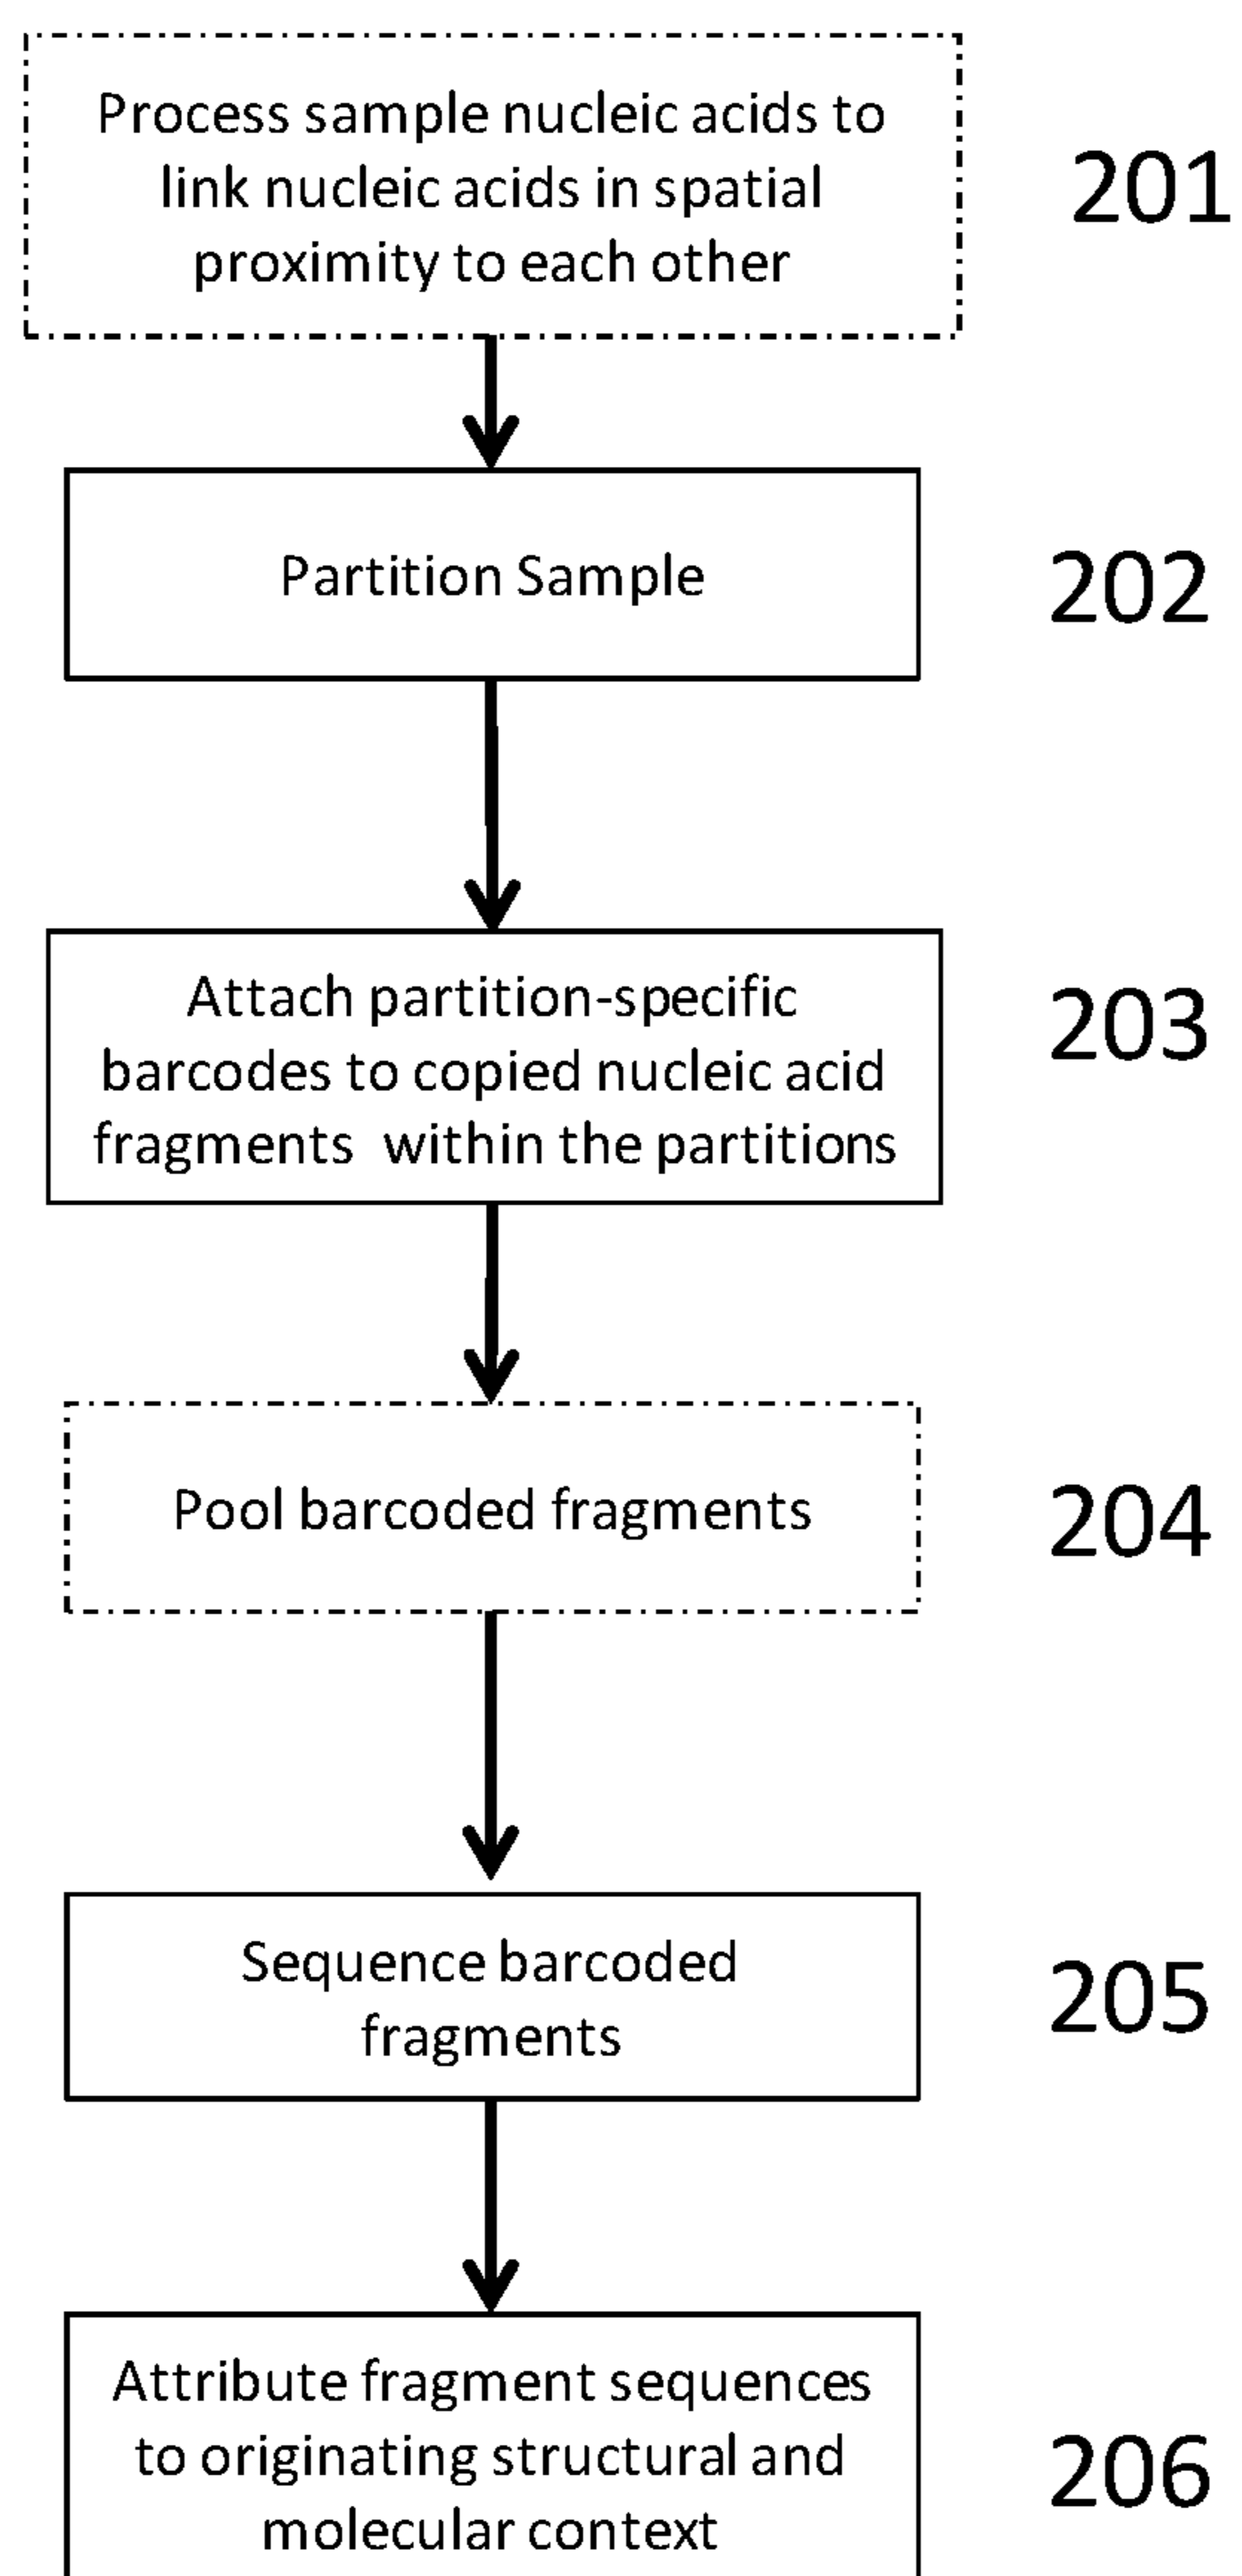 Process sample nucleic acids to
link nucleic acids in spatial
proximity to each other
201
Partition Sample
202
Attach partition-specific
barcodes to copied nucleic acid
fragments within the partitions
203
Pool barcoded fragments
204
Sequence barcoded
fragments
205
Attribute fragment sequences
to originating structural and
molecular context
206